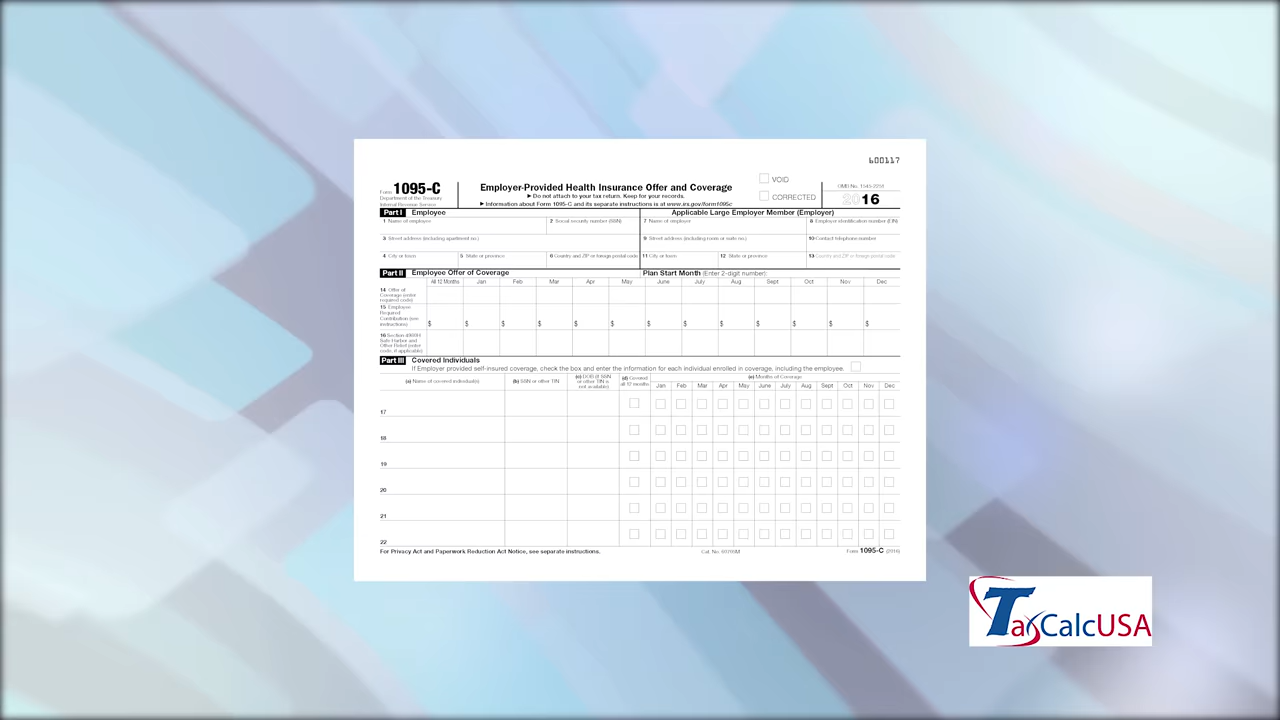 600117
VOID
Form 1095-C
Department of the Treasury
Internal Revenue Service
Employer-Provided Health Insurance Offer and Coverage
▶ Do not attach to your tax return. Keep for your records.
▶ Information about Form 1095-C and its separate instructions is at www.irs.gov/form1095c
CORRECTED
OMB No. 1545-2251
2016
Part I Employee
Applicable Large Employer Member (Employer)
1 Name of employee
2 Social security number (SSN)
7 Name of employer
8 Employer identification number (EIN)
3 Street address (including apartment no.)
9 Street address (including room or suite no.)
10 Contact telephone number
4 City or town
5 State or province
6 Country and ZIP or foreign postal code
11 City or town
12 State or province
13 Country and ZIP or foreign postal code
Part II Employee Offer of Coverage
Plan Start Month (Enter 2-digit number):
All 12 Months Jan Feb Mar Apr May June July Aug Sept Oct Nov Dec
14 Offer of
Coverage (enter
required code)
15 Employee
Required
Contribution (see
instructions)
$ $ $ $ $ $ $ $ $ $ $ $ $
16 Section 4980H
Safe Harbor and
Other Relief (enter
code, if applicable)
Part III Covered Individuals
If Employer provided self-insured coverage, check the box and enter the information for each individual enrolled in coverage, including the employee.
(a) Name of covered individual(s)
(b) SSN or other TIN
(c) DOB (if SSN
or other TIN is
not available)
(d) Covered
all 12 months
(e) Months of Coverage
Jan Feb Mar Apr May June July Aug Sept Oct Nov Dec
17
18
19
20
21
22
For Privacy Act and Paperwork Reduction Act Notice, see separate instructions.
Cat. No. 60705M
Form 1095-C (2016)
TaxCalcUSA